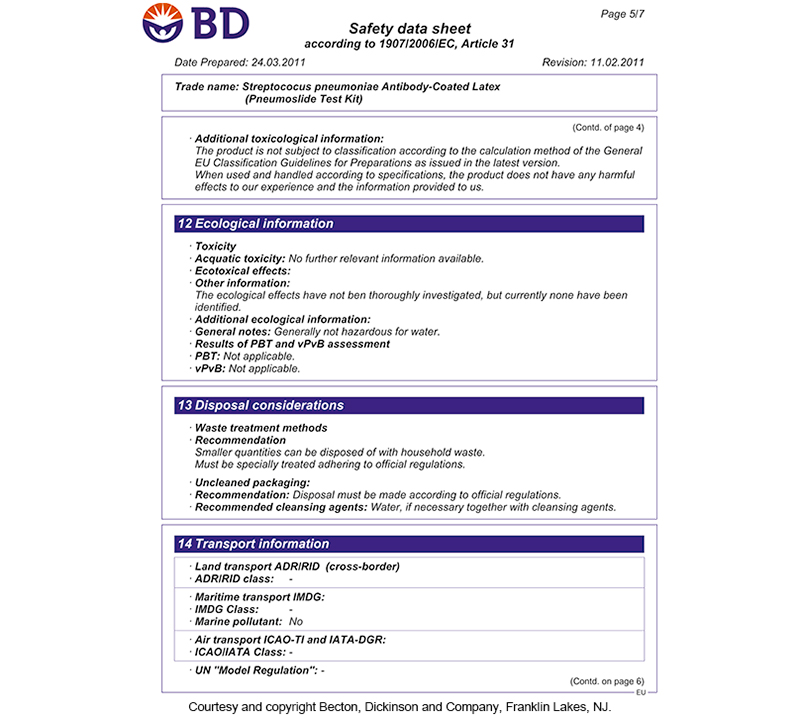 BD
Page 5/7
Safety data sheet
according to 1907/2006/EC, Article 31
Date Prepared: 24.03.2011 Revision: 11.02.2011
Trade name: Streptococus pneumoniae Antibody-Coated Latex
(Pneumoslide Test Kit)
(Contd. of page 4)
· Additional toxicological information:
The product is not subject to classification according to the calculation method of the General
EU Classification Guidelines for Preparations as issued in the latest version.
When used and handled according to specifications, the product does not have any harmful
effects to our experience and the information provided to us.
12 Ecological information
· Toxicity
· Acquatic toxicity: No further relevant information available.
· Ecotoxical effects:
· Other information:
The ecological effects have not ben thoroughly investigated, but currently none have been
identified.
· Additional ecological information:
· General notes: Generally not hazardous for water.
· Results of PBT and vPvB assessment
· PBT: Not applicable.
· vPvB: Not applicable.
13 Disposal considerations
· Waste treatment methods
· Recommendation
Smaller quantities can be disposed of with household waste.
Must be specially treated adhering to official regulations.
· Uncleaned packaging:
· Recommendation: Disposal must be made according to official regulations.
· Recommended cleansing agents: Water, if necessary together with cleansing agents.
14 Transport information
· Land transport ADR/RID (cross-border)
· ADR/RID class: -
· Maritime transport IMDG:
· IMDG Class: -
· Marine pollutant: No
· Air transport ICAO-TI and IATA-DGR:
· ICAO/IATA Class: -
· UN "Model Regulation": -
(Contd. on page 6)
EU
Courtesy and copyright Becton, Dickinson and Company, Franklin Lakes, NJ.